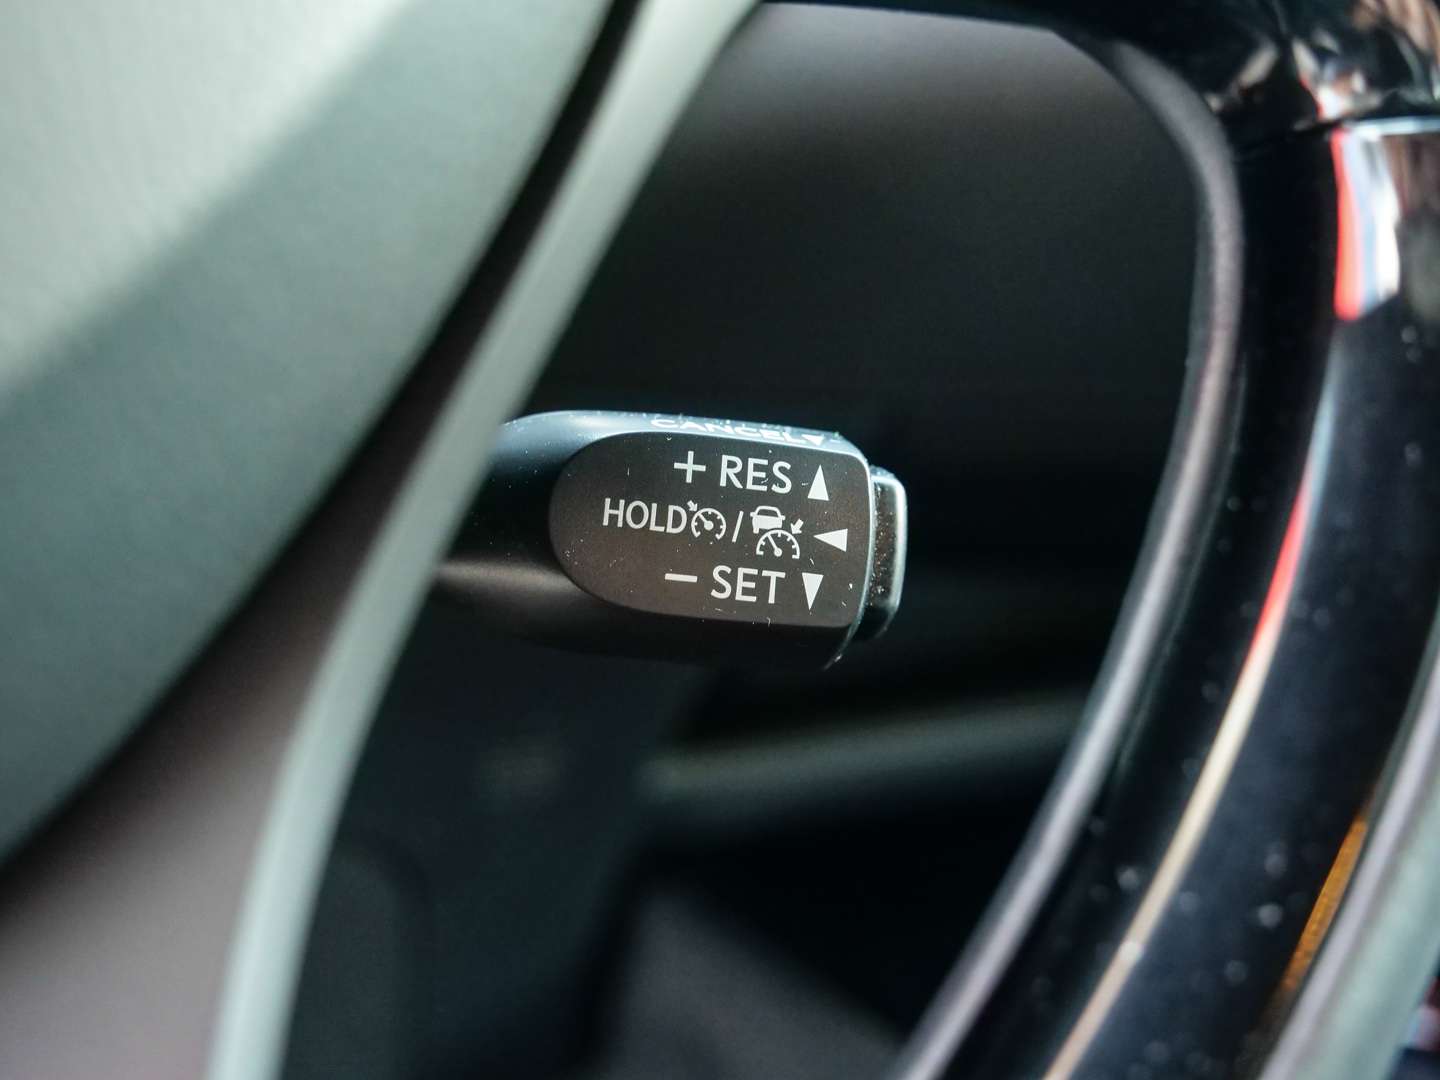 CANCEL▼
+ RES ▲
HOLD / ◀
− SET ▼